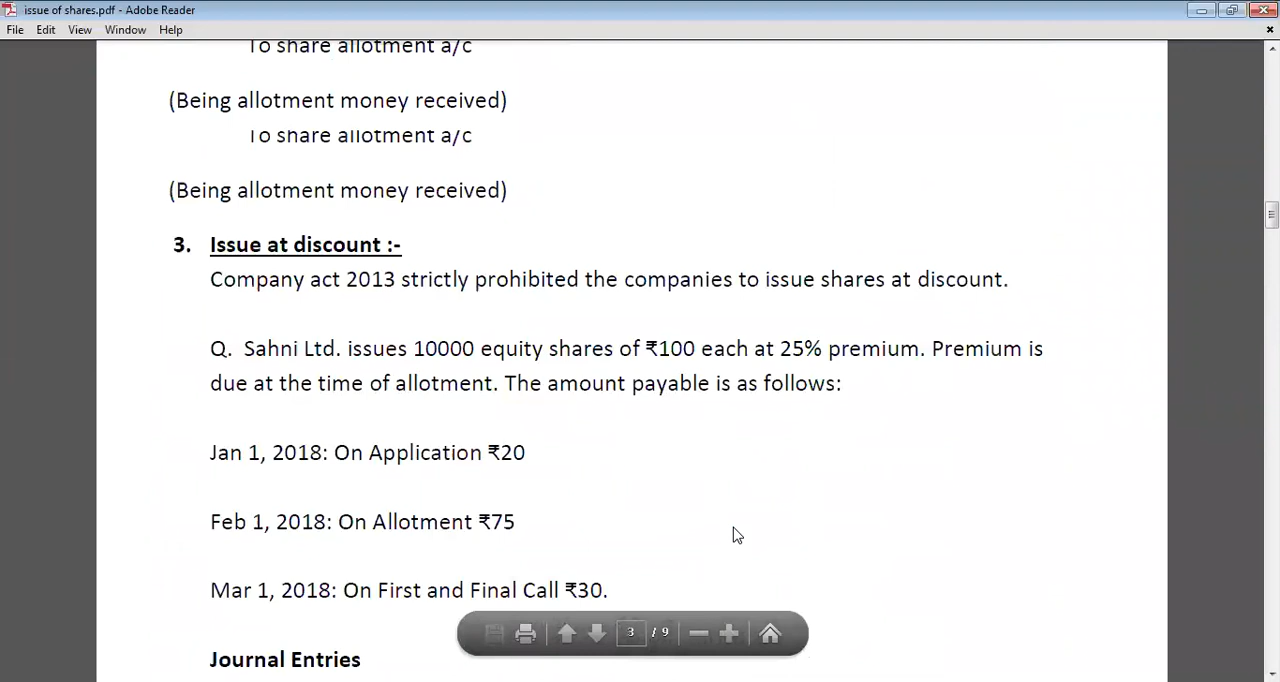 issue of shares.pdf - Adobe Reader
File Edit View Window Help
To share allotment a/c
(Being allotment money received)
To share allotment a/c
(Being allotment money received)
3. Issue at discount :-
Company act 2013 strictly prohibited the companies to issue shares at discount.
Q. Sahni Ltd. issues 10000 equity shares of ₹100 each at 25% premium. Premium is
due at the time of allotment. The amount payable is as follows:
Jan 1, 2018: On Application ₹20
Feb 1, 2018: On Allotment ₹75
Mar 1, 2018: On First and Final Call ₹30.
3 / 9
Journal Entries